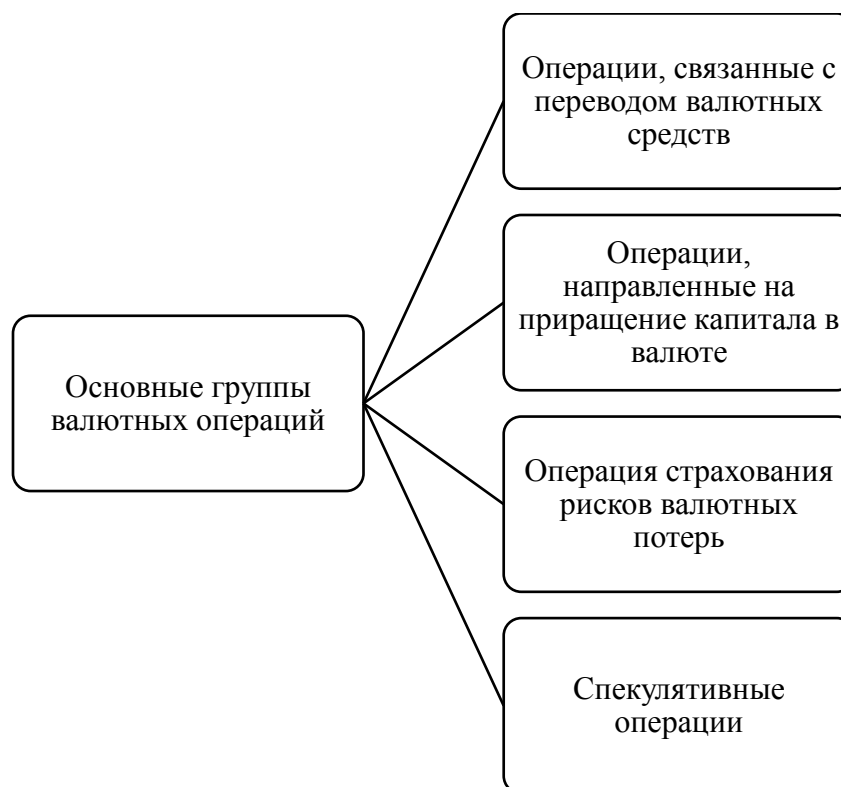 Операции, связанные с
переводом валютных
средств
Операции,
направленные на
приращение капитала в
валюте
Основные группы
валютных операций
Операция страхования
рисков валютных
потерь
Спекулятивные
операции